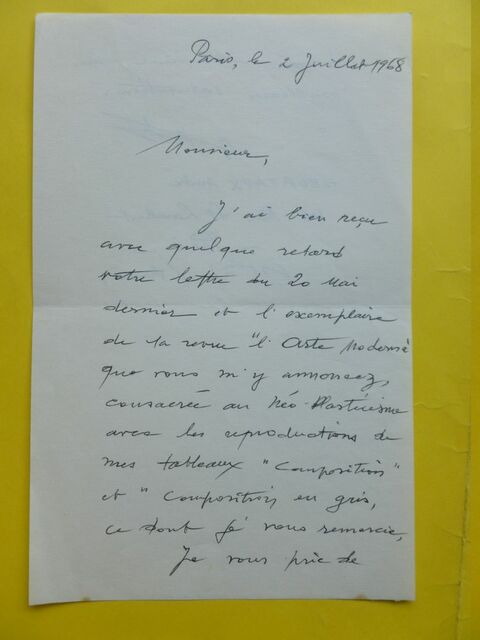 Paris, le 2 Juillet 1968
Monsieur,
J'ai bien reçu
avec quelque retard
votre lettre du 20 Mai
dernier et l'exemplaire
de la revue "l'Arte Moderna"
que vous m'y annoncez,
consacrée au Néo-Plasticisme
avec les reproductions de
mes tableaux "Composition"
et "Composition en gris,
ce dont je vous remercie,
Je vous prie de